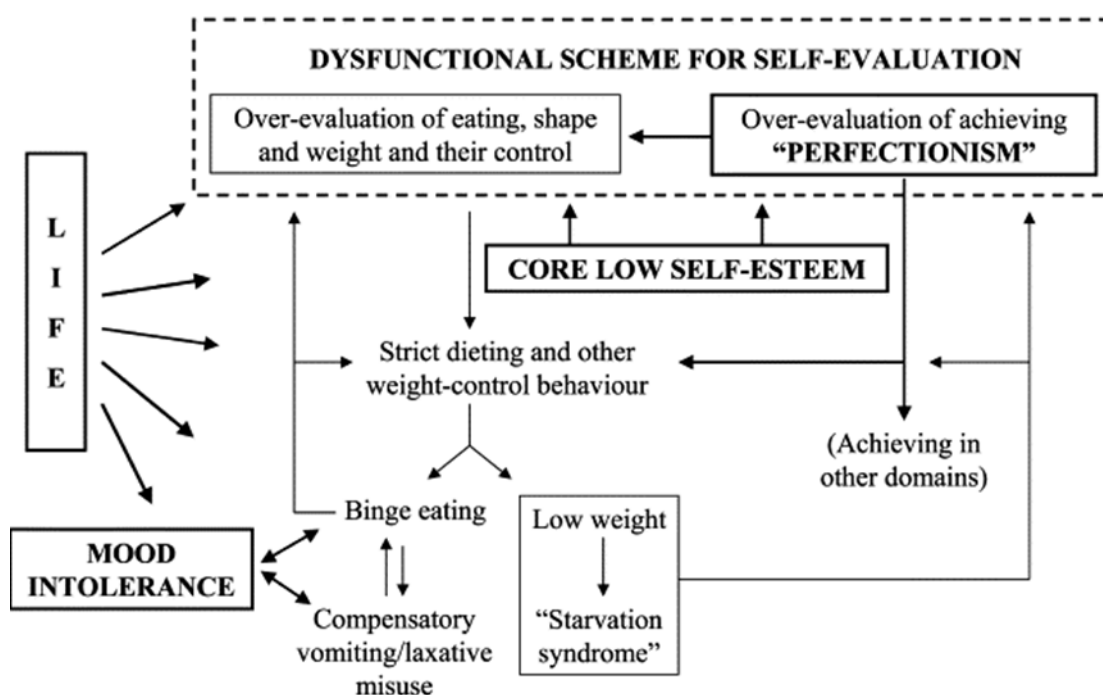 DYSFUNCTIONAL SCHEME FOR SELF-EVALUATION
Over-evaluation of eating, shape
and weight and their control
Over-evaluation of achieving
“PERFECTIONISM”
L
I
F
E
CORE LOW SELF-ESTEEM
Strict dieting and other
weight-control behaviour
(Achieving in
other domains)
Binge eating
Low weight
MOOD
INTOLERANCE
Compensatory
vomiting/laxative
misuse
“Starvation
syndrome”